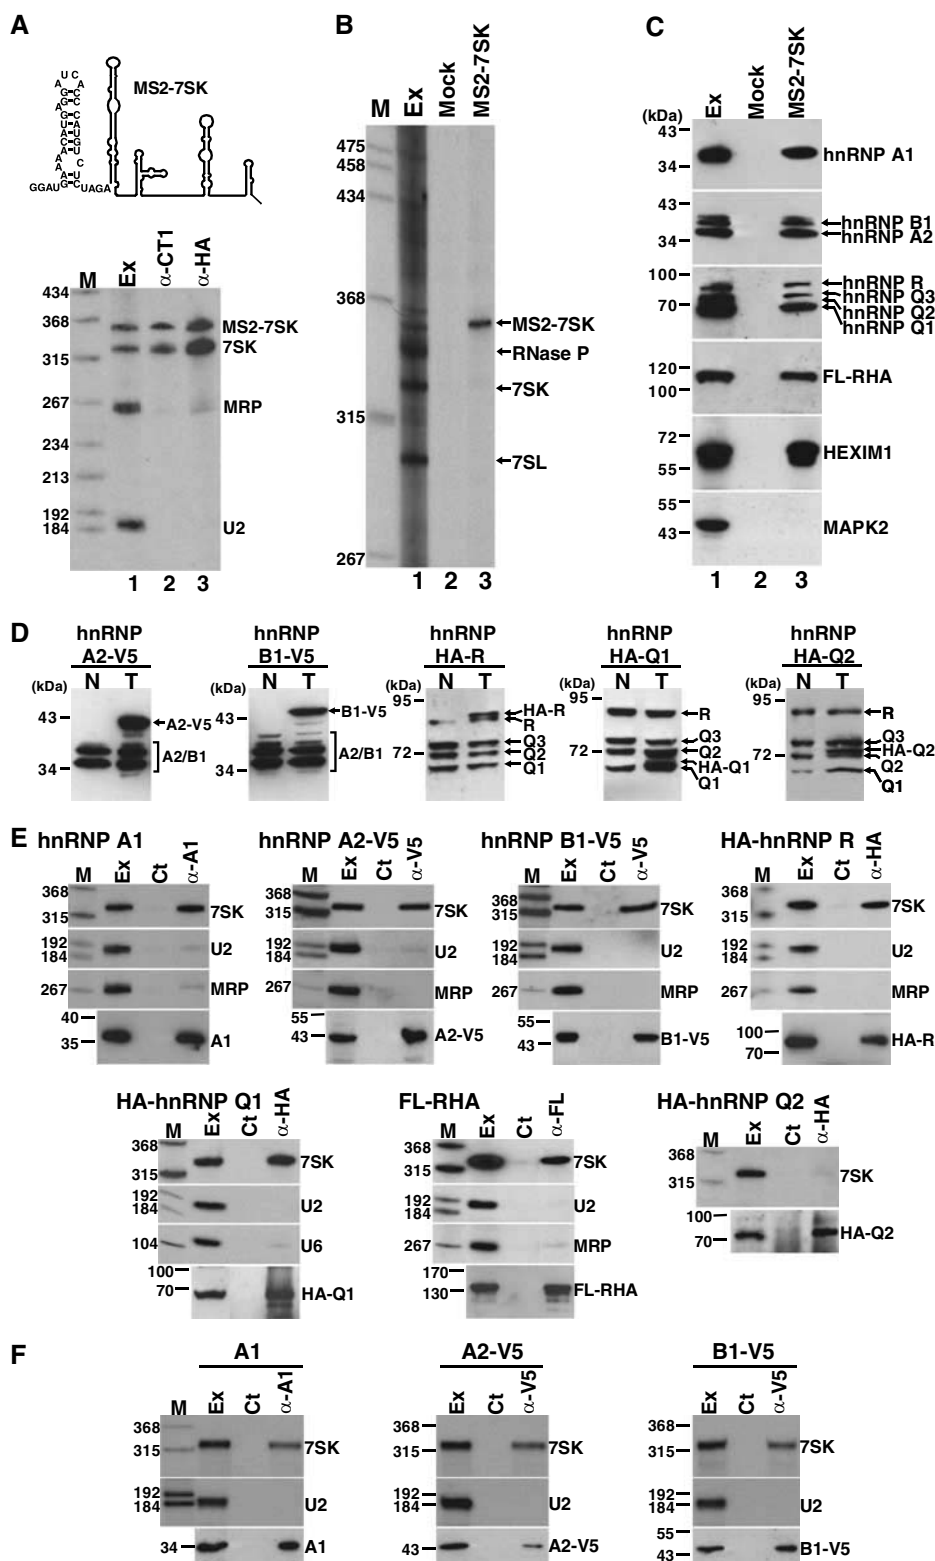 A
MS2-7SK
U C
A A
G C
G C
A A
G U
U G
A U
C C
A U
A C
A U
GGAU G C UAGA
M Ex α-CT1 α-HA
434
368
315
267
234
213
192
184
MS2-7SK
7SK
MRP
U2
1 2 3
B
M Ex Mock MS2-7SK
475
458
434
368
315
267
MS2-7SK
RNase P
7SK
7SL
1 2 3
C
(kDa) Ex Mock MS2-7SK
43
34
hnRNP A1
43
34
hnRNP B1
hnRNP A2
100
70
hnRNP R
hnRNP Q3
hnRNP Q2
hnRNP Q1
120
100
FL-RHA
72
55
HEXIM1
55
43
MAPK2
1 2 3
D
hnRNP
A2-V5
(kDa) N T
43
34
A2-V5
A2/B1
hnRNP
B1-V5
(kDa) N T
43
34
B1-V5
A2/B1
hnRNP
HA-R
(kDa) N T
95
72
HA-R
R
Q3
Q2
Q1
hnRNP
HA-Q1
(kDa) N T
95
72
R
Q3
Q2
HA-Q1
Q1
hnRNP
HA-Q2
(kDa) N T
95
72
R
Q3
HA-Q2
Q2
Q1
E
hnRNP A1
M Ex Ct α-A1
368
315
7SK
192
184
U2
267
MRP
40
35
A1
hnRNP A2-V5
M Ex Ct α-V5
368
315
7SK
192
184
U2
267
MRP
55
43
A2-V5
hnRNP B1-V5
M Ex Ct α-V5
368
315
7SK
192
184
U2
267
MRP
55
43
B1-V5
HA-hnRNP R
M Ex Ct α-HA
368
315
7SK
192
184
U2
267
MRP
100
70
HA-R
HA-hnRNP Q1
M Ex Ct α-HA
368
315
7SK
192
184
U2
104
U6
100
70
HA-Q1
FL-RHA
M Ex Ct α-FL
368
315
7SK
192
184
U2
267
MRP
170
130
FL-RHA
HA-hnRNP Q2
M Ex Ct α-HA
368
315
7SK
100
70
HA-Q2
F
A1
M Ex Ct α-A1
368
315
7SK
192
184
U2
34
A1
A2-V5
Ex Ct α-V5
368
315
7SK
192
184
U2
43
A2-V5
B1-V5
Ex Ct α-V5
368
315
7SK
192
184
U2
55
43
B1-V5